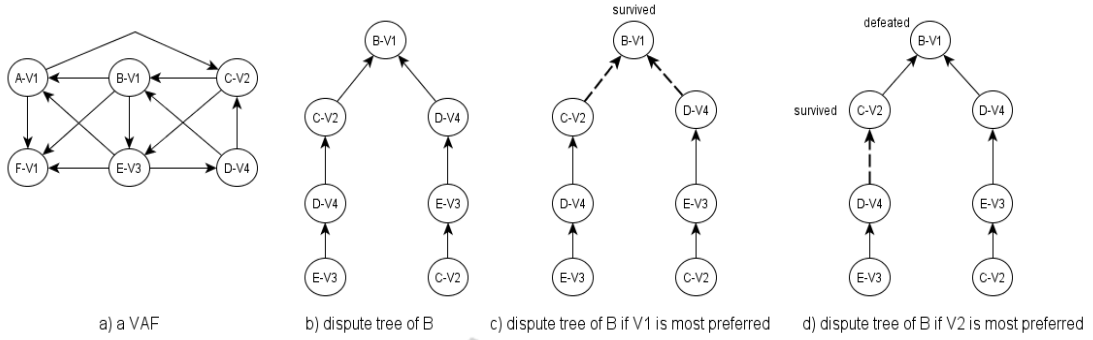 survived
defeated
B-V1
B-V1
B-V1
A-V1
B-V1
C-V2
C-V2
D-V4
C-V2
D-V4
survived
C-V2
D-V4
F-V1
E-V3
D-V4
D-V4
E-V3
D-V4
E-V3
D-V4
E-V3
E-V3
C-V2
E-V3
C-V2
E-V3
C-V2
a) a VAF
b) dispute tree of B
c) dispute tree of B if V1 is most preferred
d) dispute tree of B if V2 is most preferred